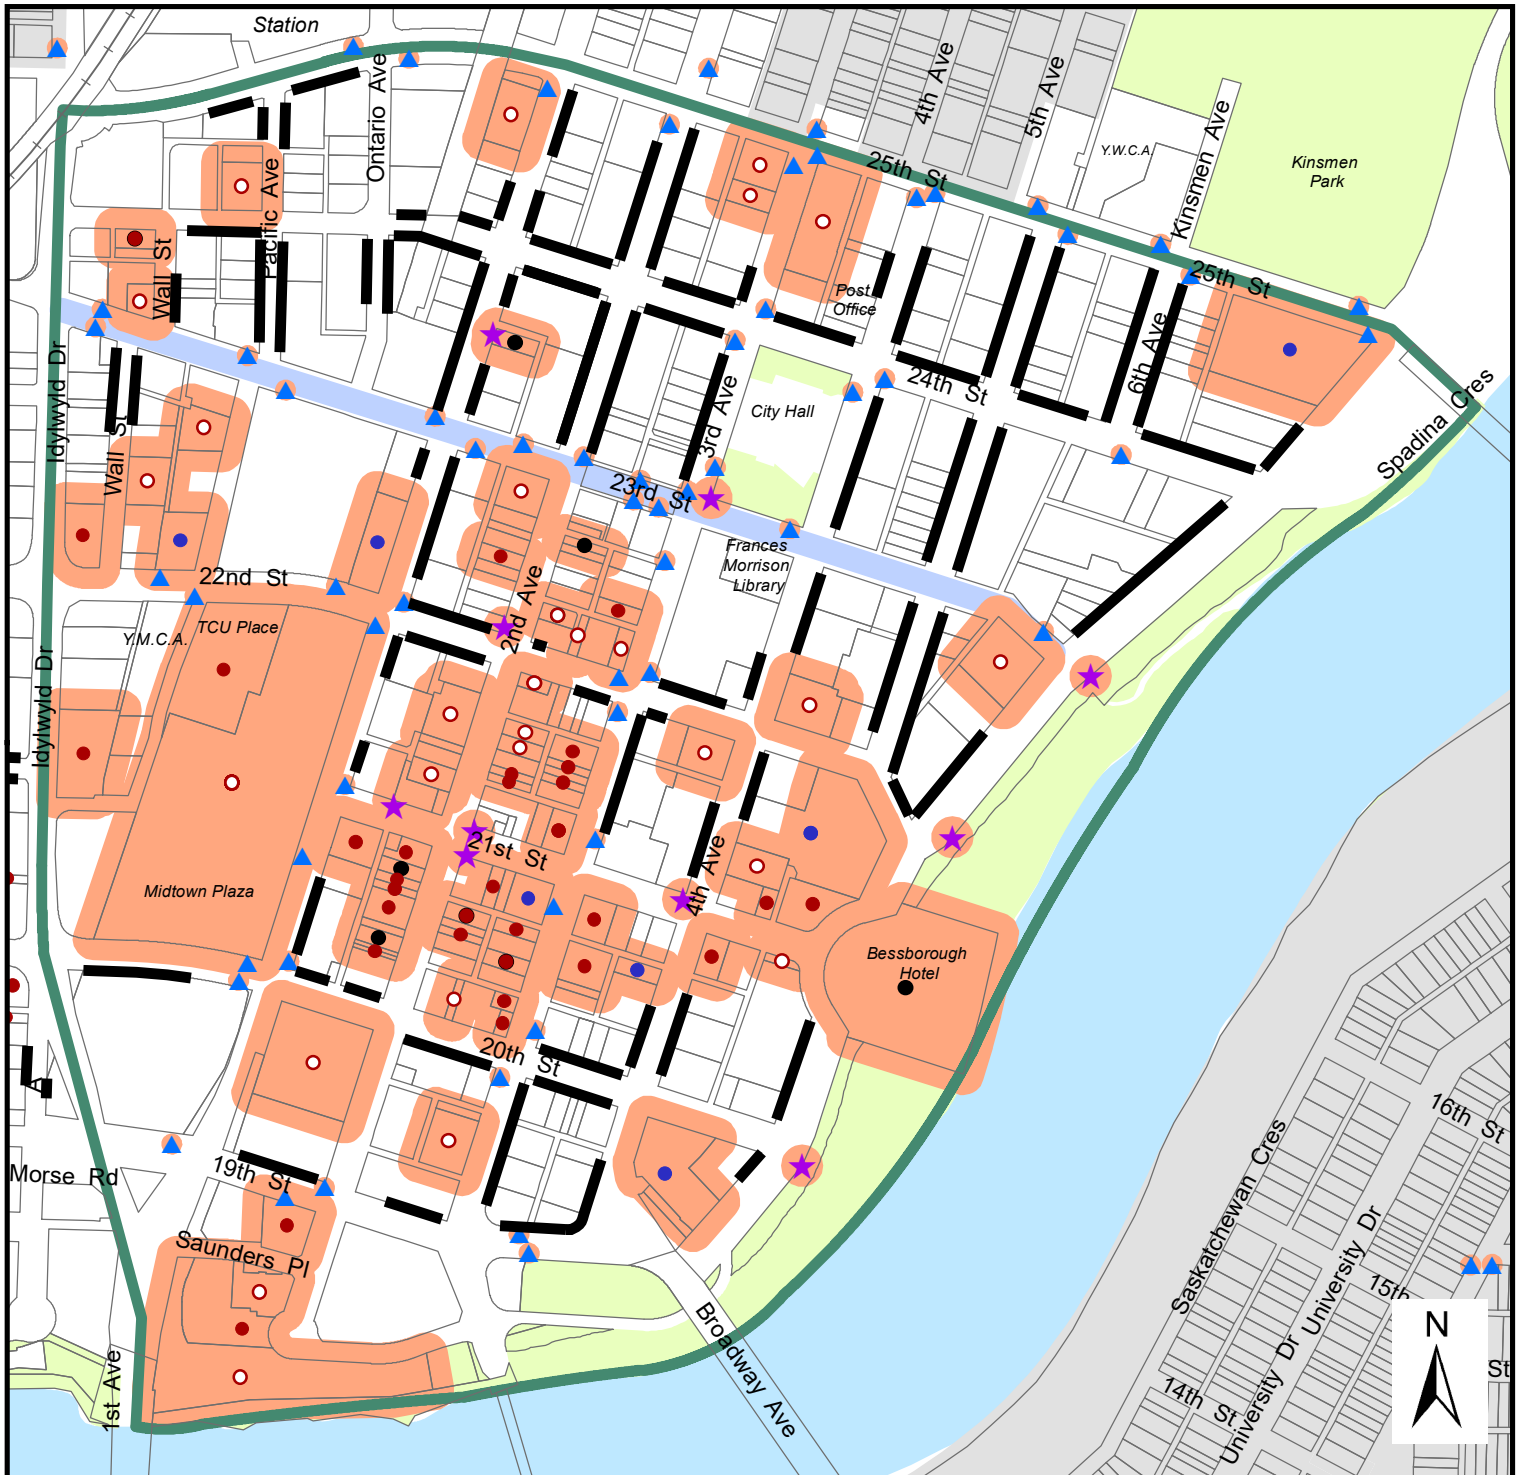 Station
Ontario Ave
4th Ave
5th Ave
Y.W.C.A.
Kinsmen Ave
Kinsmen
Park
25th St
Pacific Ave
Wall St
25th St
Post
Office
6th Ave
24th St
City Hall
3rd Ave
Idylwyld Dr
Wall St
Spadina Cres
23rd St
Frances
Morrison
Library
22nd St
2nd Ave
TCU Place
Y.M.C.A.
Idylwyld Dr
21st St
4th Ave
Midtown Plaza
Bessborough
Hotel
20th St
A
16th St
Morse Rd
19th St
Saskatchewan Cres
University Dr
Saunders Pl
15th
Broadway Ave
N
University Dr
St
1st Ave
14th St